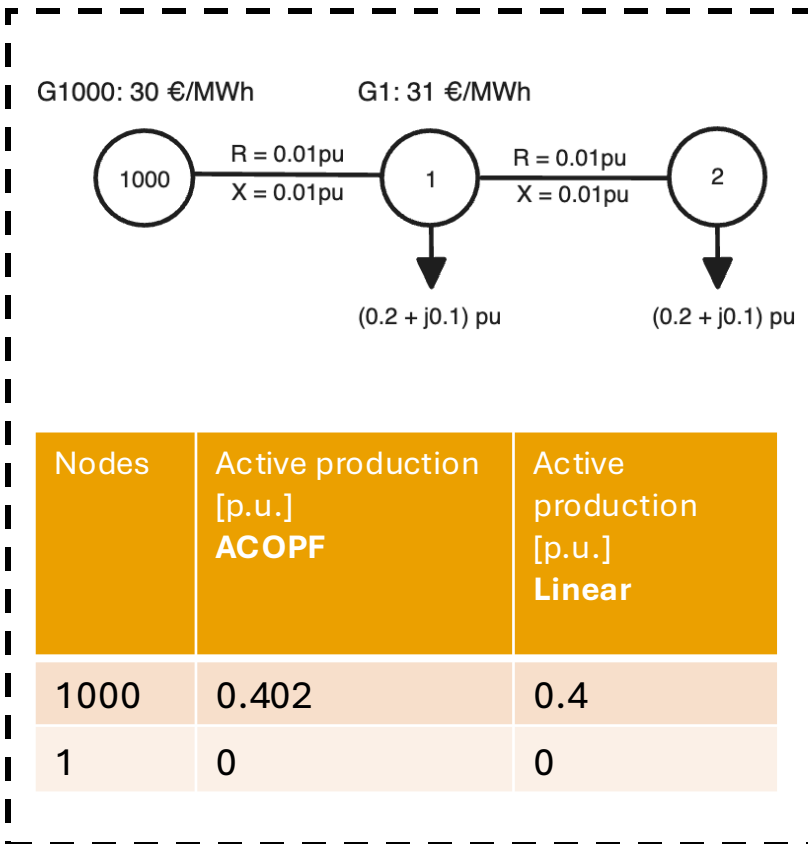 G1000: 30 €/MWh
G1: 31 €/MWh
R = 0.01pu
R = 0.01pu
1000
1
2
X = 0.01pu
X = 0.01pu
(0.2 + j0.1) pu
(0.2 + j0.1) pu
Nodes
Active production
[p.u.]
ACOPF
Active
production
[p.u.]
Linear
1000
0.402
0.4
1
0
0